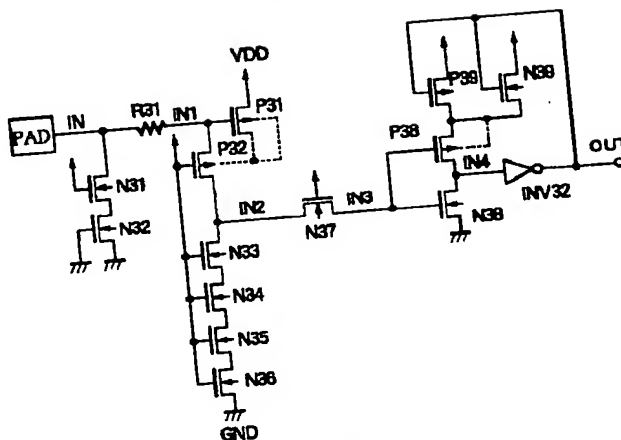 VDD
P39
N39
PAD
IN
R31
IN1
P31
P32
P38
OUT
IN4
INV32
N31
N32
IN2
IN3
N37
N38
N33
N34
N35
N36
GND